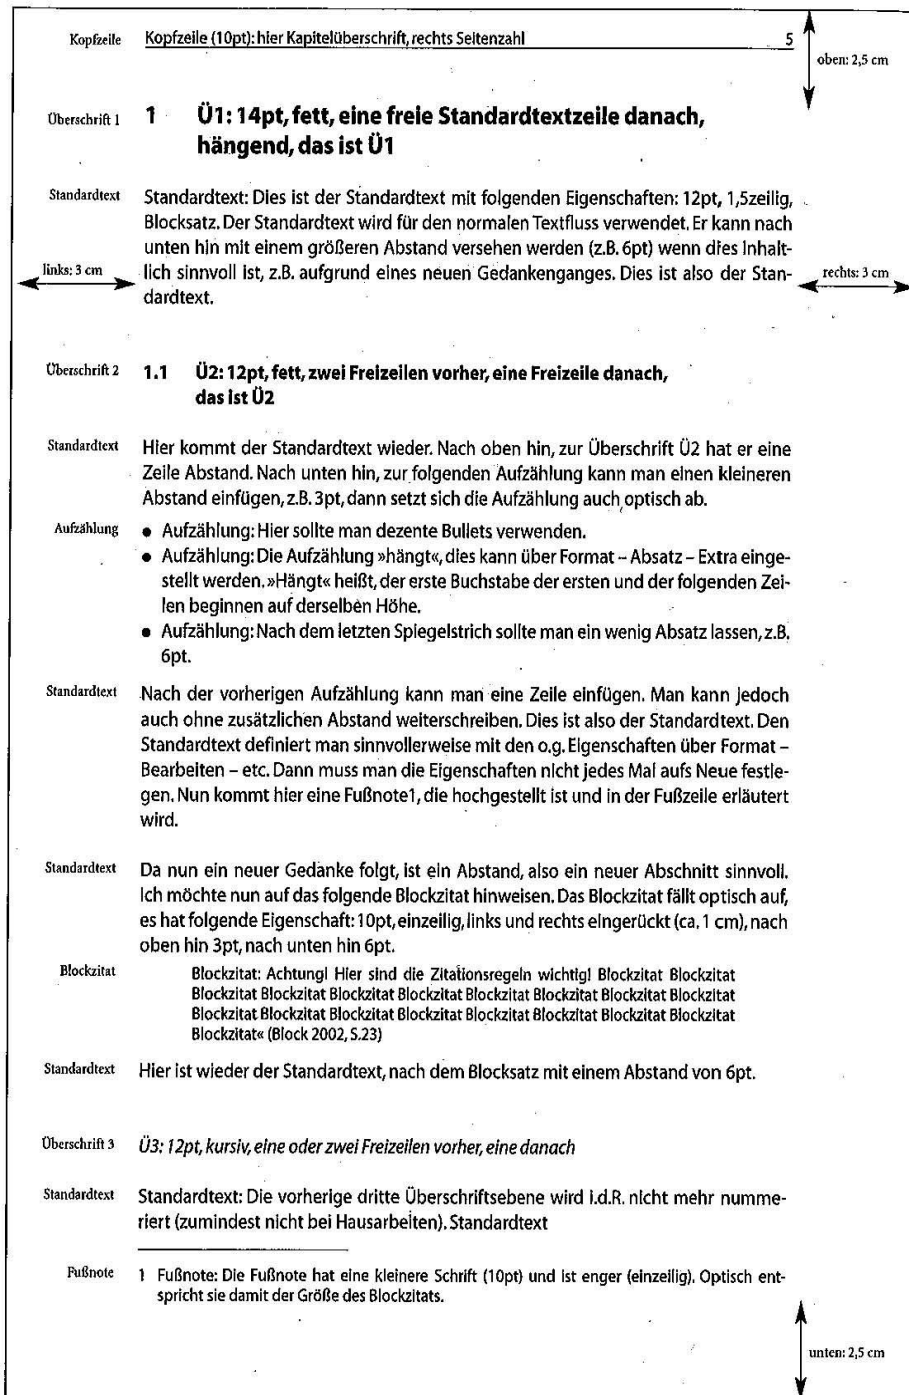 Kopfzeile Kopfzeile (10pt): hier Kapitelüberschrift, rechts Seitenzahl 5
oben: 2,5 cm
Überschrift 1 1 Ü1: 14pt, fett, eine freie Standardtextzeile danach,
hängend, das ist Ü1
Standardtext Standardtext: Dies ist der Standardtext mit folgenden Eigenschaften: 12pt, 1,5zeilig,
Blocksatz. Der Standardtext wird für den normalen Textfluss verwendet. Er kann nach
unten hin mit einem größeren Abstand versehen werden (z.B. 6pt) wenn dies inhalt-
links: 3 cm lich sinnvoll ist, z.B. aufgrund eines neuen Gedankenganges. Dies ist also der Stan- rechts: 3 cm
dardtext.
Überschrift 2 1.1 Ü2: 12pt, fett, zwei Freizeilen vorher, eine Freizeile danach,
das ist Ü2
Standardtext Hier kommt der Standardtext wieder. Nach oben hin, zur Überschrift Ü2 hat er eine
Zeile Abstand. Nach unten hin, zur folgenden Aufzählung kann man einen kleineren
Abstand einfügen, z.B. 3pt, dann setzt sich die Aufzählung auch optisch ab.
Aufzählung • Aufzählung: Hier sollte man dezente Bullets verwenden.
• Aufzählung: Die Aufzählung »hängt«, dies kann über Format – Absatz – Extra einge-
stellt werden. »Hängt« heißt, der erste Buchstabe der ersten und der folgenden Zei-
len beginnen auf derselben Höhe.
• Aufzählung: Nach dem letzten Spiegelstrich sollte man ein wenig Absatz lassen, z.B.
6pt.
Standardtext Nach der vorherigen Aufzählung kann man eine Zeile einfügen. Man kann jedoch
auch ohne zusätzlichen Abstand weiterschreiben. Dies ist also der Standardtext. Den
Standardtext definiert man sinnvollerweise mit den o.g. Eigenschaften über Format –
Bearbeiten – etc. Dann muss man die Eigenschaften nicht jedes Mal aufs Neue festle-
gen. Nun kommt hier eine Fußnote1, die hochgestellt ist und in der Fußzeile erläutert
wird.
Standardtext Da nun ein neuer Gedanke folgt, ist ein Abstand, also ein neuer Abschnitt sinnvoll.
Ich möchte nun auf das folgende Blockzitat hinweisen. Das Blockzitat fällt optisch auf,
es hat folgende Eigenschaft: 10pt, einzeilig, links und rechts eingerückt (ca. 1 cm), nach
oben hin 3pt, nach unten hin 6pt.
Blockzitat Blockzitat: Achtung! Hier sind die Zitationsregeln wichtig! Blockzitat Blockzitat
Blockzitat Blockzitat Blockzitat Blockzitat Blockzitat Blockzitat Blockzitat Blockzitat
Blockzitat Blockzitat Blockzitat Blockzitat Blockzitat Blockzitat Blockzitat Blockzitat
Blockzitat« (Block 2002, S.23)
Standardtext Hier ist wieder der Standardtext, nach dem Blocksatz mit einem Abstand von 6pt.
Überschrift 3 Ü3: 12pt, kursiv, eine oder zwei Freizeilen vorher, eine danach
Standardtext Standardtext: Die vorherige dritte Überschriftsebene wird i.d.R. nicht mehr numme-
riert (zumindest nicht bei Hausarbeiten). Standardtext
Fußnote 1 Fußnote: Die Fußnote hat eine kleinere Schrift (10pt) und ist enger (einzeilig). Optisch ent-
spricht sie damit der Größe des Blockzitats.
unten: 2,5 cm